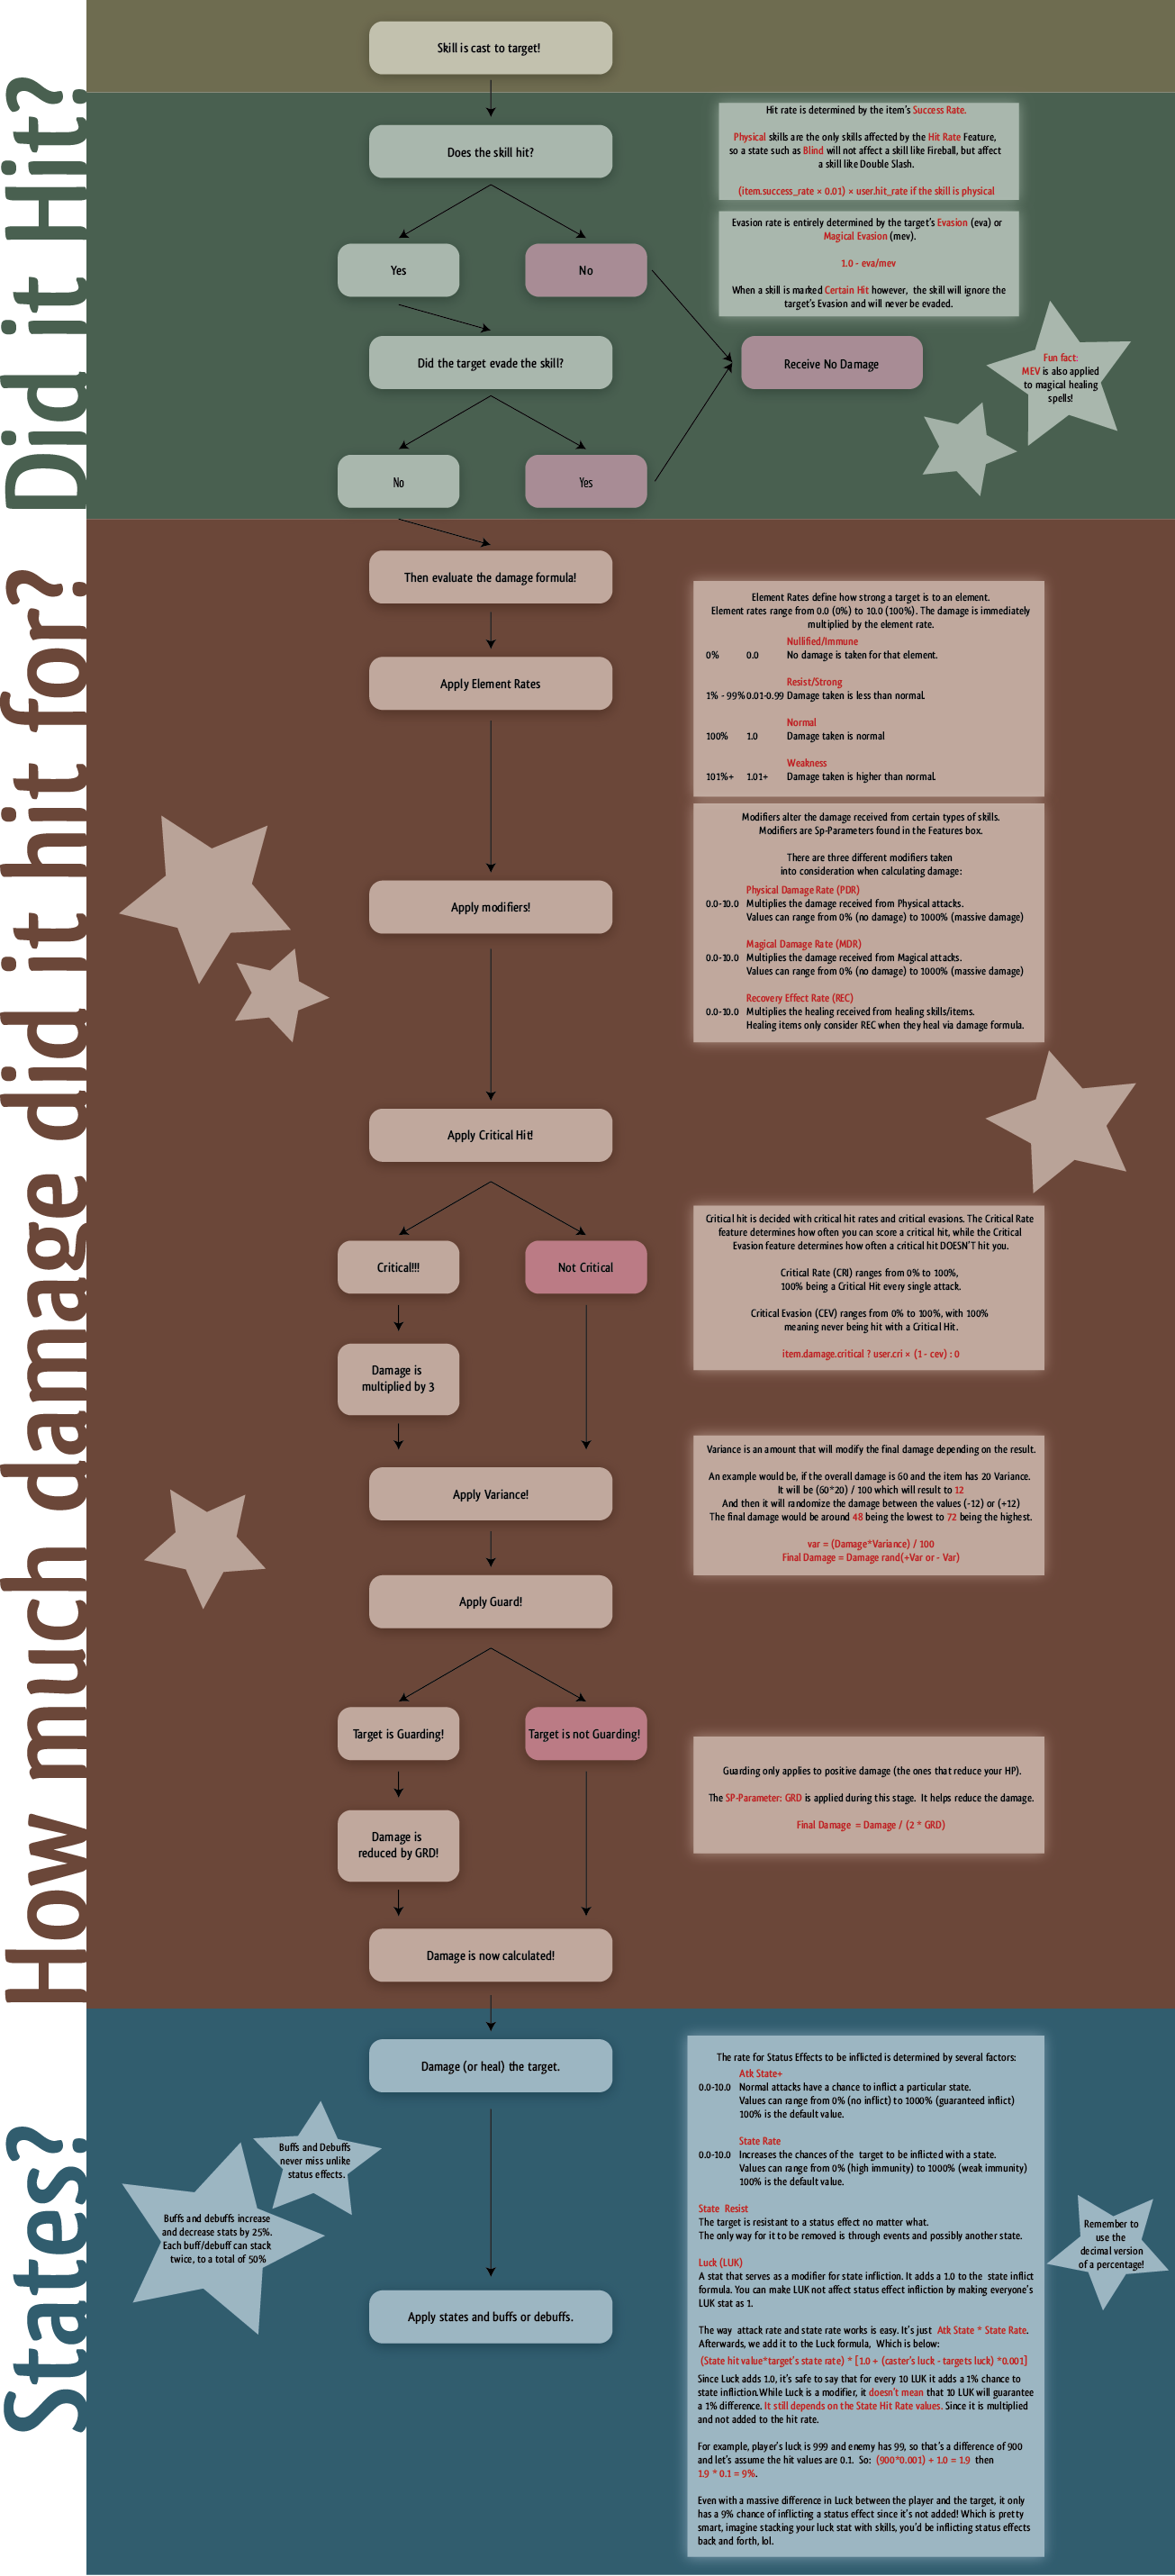 Did it Hit?
How much damage did it hit for?
States?
Skill is cast to target!
Does the skill hit?
Yes
No
Did the target evade the skill?
Receive No Damage
No
Yes
Hit rate is determined by the item's Success Rate.
Physical skills are the only skills affected by the Hit Rate Feature,
so a state such as Blind will not affect a skill like Fireball, but affect
a skill like Double Slash.
(item.success_rate × 0.01) × user.hit_rate if the skill is physical
Evasion rate is entirely determined by the target's Evasion (eva) or
Magical Evasion (mev).
1.0 - eva/mev
When a skill is marked Certain Hit however, the skill will ignore the
target's Evasion and will never be evaded.
Fun fact:
MEV is also applied
to magical healing
spells!
Then evaluate the damage formula!
Apply Element Rates
Element Rates define how strong a target is to an element.
Element rates range from 0.0 (0%) to 10.0 (100%). The damage is immediately
multiplied by the element rate.
Nullified/Immune
0% 0.0 No damage is taken for that element.
Resist/Strong
1% - 99% 0.01-0.99 Damage taken is less than normal.
Normal
100% 1.0 Damage taken is normal
Weakness
101%+ 1.01+ Damage taken is higher than normal.
Apply modifiers!
Modifiers alter the damage received from certain types of skills.
Modifiers are Sp-Parameters found in the Features box.
There are three different modifiers taken
into consideration when calculating damage:
Physical Damage Rate (PDR)
0.0-10.0 Multiplies the damage received from Physical attacks.
Values can range from 0% (no damage) to 1000% (massive damage)
Magical Damage Rate (MDR)
0.0-10.0 Multiplies the damage received from Magical attacks.
Values can range from 0% (no damage) to 1000% (massive damage)
Recovery Effect Rate (REC)
0.0-10.0 Multiplies the healing received from healing skills/items.
Healing items only consider REC when they heal via damage formula.
Apply Critical Hit!
Critical!!!
Not Critical
Damage is
multiplied by 3
Critical hit is decided with critical hit rates and critical evasions. The Critical Rate
feature determines how often you can score a critical hit, while the Critical
Evasion feature determines how often a critical hit DOESN'T hit you.
Critical Rate (CRI) ranges from 0% to 100%,
100% being a Critical Hit every single attack.
Critical Evasion (CEV) ranges from 0% to 100%, with 100%
meaning never being hit with a Critical Hit.
item.damage.critical ? user.cri × (1 - cev) : 0
Apply Variance!
Variance is an amount that will modify the final damage depending on the result.
An example would be, if the overall damage is 60 and the item has 20 Variance.
It will be (60*20) / 100 which will result to 12
And then it will randomize the damage between the values (-12) or (+12)
The final damage would be around 48 being the lowest to 72 being the highest.
var = (Damage*Variance) / 100
Final Damage = Damage rand(+Var or - Var)
Apply Guard!
Target is Guarding!
Target is not Guarding!
Damage is
reduced by GRD!
Guarding only applies to positive damage (the ones that reduce your HP).
The SP-Parameter: GRD is applied during this stage. It helps reduce the damage.
Final Damage = Damage / (2 * GRD)
Damage is now calculated!
Damage (or heal) the target.
Buffs and Debuffs
never miss unlike
status effects.
Buffs and debuffs increase
and decrease stats by 25%.
Each buff/debuff can stack
twice, to a total of 50%
Apply states and buffs or debuffs.
The rate for Status Effects to be inflicted is determined by several factors:
Atk State+
0.0-10.0 Normal attacks have a chance to inflict a particular state.
Values can range from 0% (no inflict) to 1000% (guaranteed inflict)
100% is the default value.
State Rate
0.0-10.0 Increases the chances of the target to be inflicted with a state.
Values can range from 0% (high immunity) to 1000% (weak immunity)
100% is the default value.
State Resist
The target is resistant to a status effect no matter what.
The only way for it to be removed is through events and possibly another state.
Luck (LUK)
A stat that serves as a modifier for state infliction. It adds a 1.0 to the state inflict
formula. You can make LUK not affect status effect infliction by making everyone's
LUK stat as 1.
The way attack rate and state rate works is easy. It's just Atk State * State Rate.
Afterwards, we add it to the Luck formula, Which is below:
(State hit value*target's state rate) * [1.0 + (caster's luck - targets luck) *0.001]
Since Luck adds 1.0, it's safe to say that for every 10 LUK it adds a 1% chance to
state infliction.While Luck is a modifier, it doesn't mean that 10 LUK will guarantee
a 1% difference. It still depends on the State Hit Rate values. Since it is multiplied
and not added to the hit rate.
For example, player's luck is 999 and enemy has 99, so that's a difference of 900
and let's assume the hit values are 0.1. So: (900*0.001) + 1.0 = 1.9 then
1.9 * 0.1 = 9%.
Even with a massive difference in Luck between the player and the target, it only
has a 9% chance of inflicting a status effect since it's not added! Which is pretty
smart, imagine stacking your luck stat with skills, you'd be inflicting status effects
back and forth, lol.
Remember to
use the
decimal version
of a percentage!